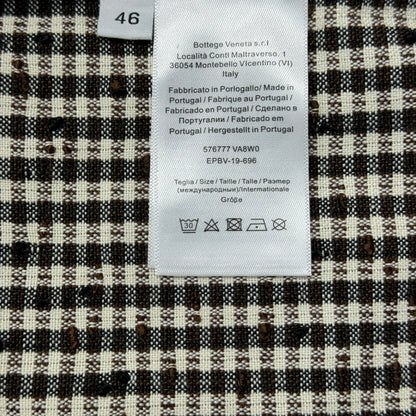 46
Bottege Veneta s.r.l
Località Conti Maltraverso. 1
36054 Montebello VIcentino (VI)
Italy
Fabbricato in Porlogallo/ Made in
Portugal / Fabrique au Portugal /
Fabricado en Portugal / Сделано в
Португалии / Fabricado em
Portugal / Hergestellt in Portugal
576777 VA8W0
EPBV-19-696
Teglia / Size / Taille / Talle / Размер
(международный)/Internationale
Größe
30